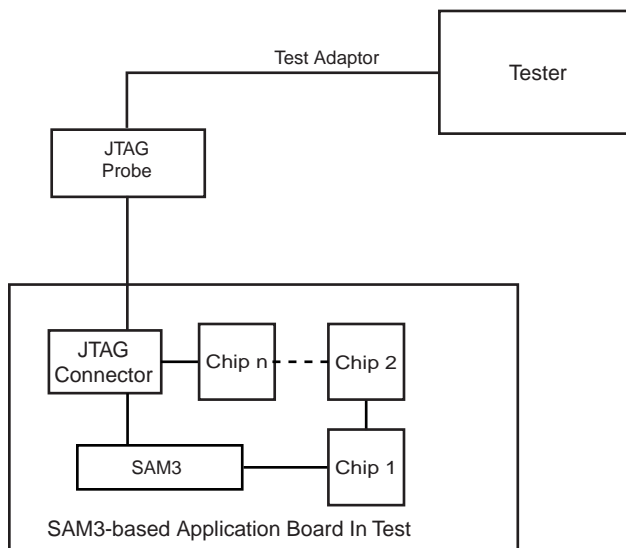 Test Adaptor
Tester
JTAG
Probe
JTAG
Connector
Chip n
Chip 2
SAM3
Chip 1
SAM3-based Application Board In Test